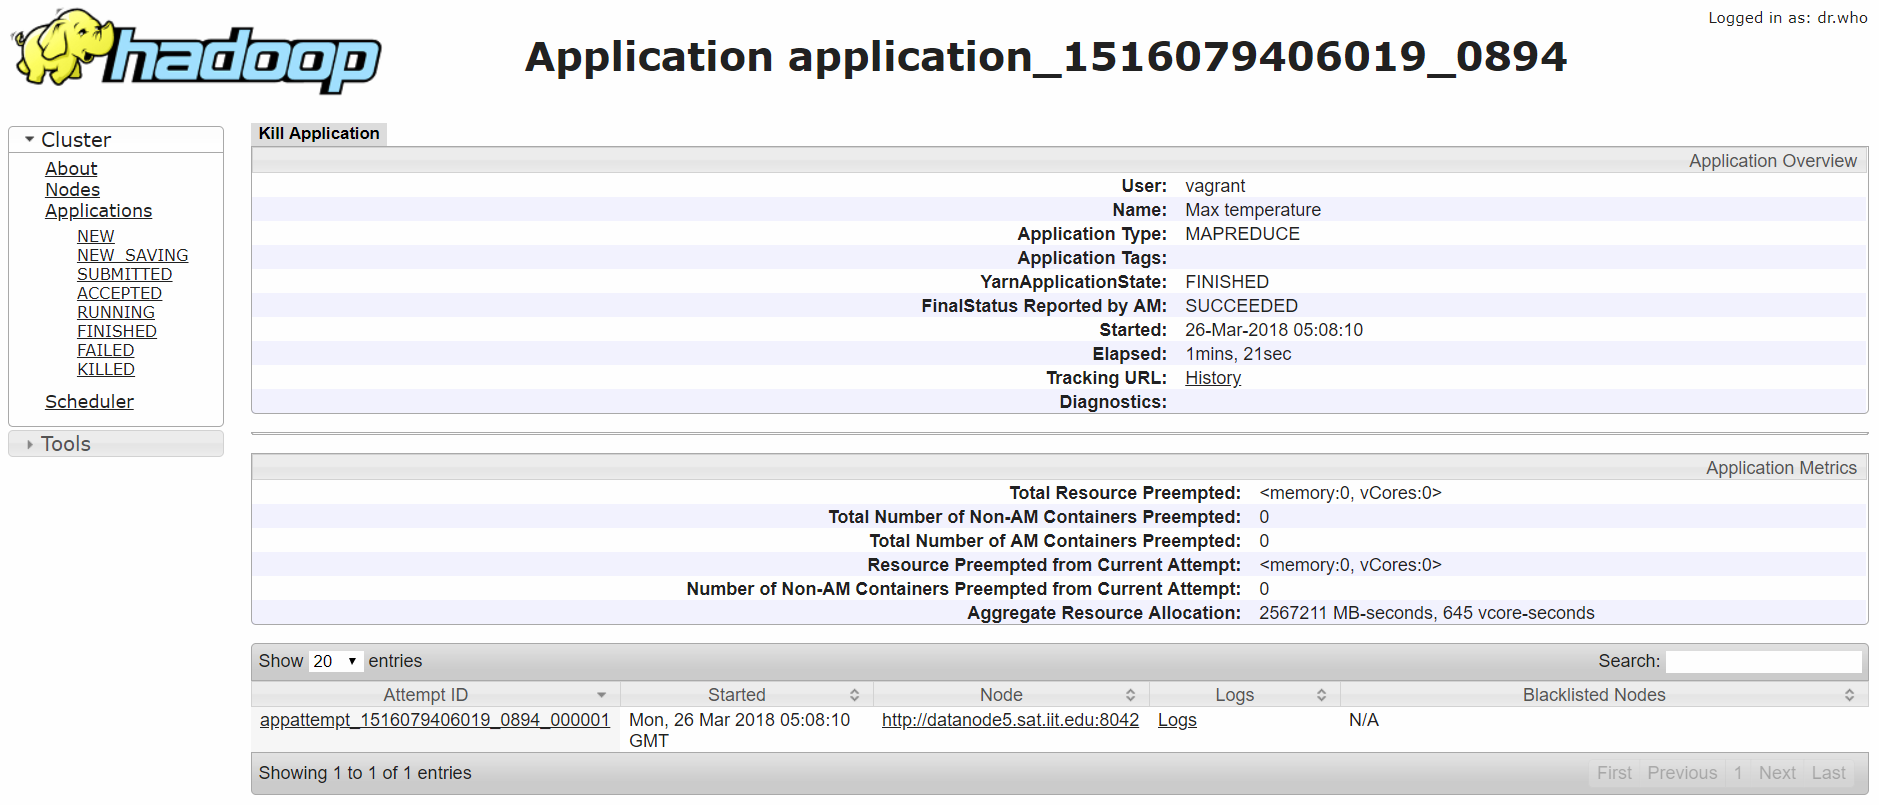 Logged in as: dr.who
hadoop
Application application_1516079406019_0894
Cluster
About
Nodes
Applications
NEW
NEW_SAVING
SUBMITTED
ACCEPTED
RUNNING
FINISHED
FAILED
KILLED
Scheduler
Tools
Kill Application
Application Overview
User: vagrant
Name: Max temperature
Application Type: MAPREDUCE
Application Tags:
YarnApplicationState: FINISHED
FinalStatus Reported by AM: SUCCEEDED
Started: 26-Mar-2018 05:08:10
Elapsed: 1mins, 21sec
Tracking URL: History
Diagnostics:
Application Metrics
Total Resource Preempted: <memory:0, vCores:0>
Total Number of Non-AM Containers Preempted: 0
Total Number of AM Containers Preempted: 0
Resource Preempted from Current Attempt: <memory:0, vCores:0>
Number of Non-AM Containers Preempted from Current Attempt: 0
Aggregate Resource Allocation: 2567211 MB-seconds, 645 vcore-seconds
Show 20 entries Search:
Attempt ID Started Node Logs Blacklisted Nodes
appattempt_1516079406019_0894_000001 Mon, 26 Mar 2018 05:08:10 http://datanode5.sat.iit.edu:8042 Logs N/A
GMT
Showing 1 to 1 of 1 entries First Previous 1 Next Last